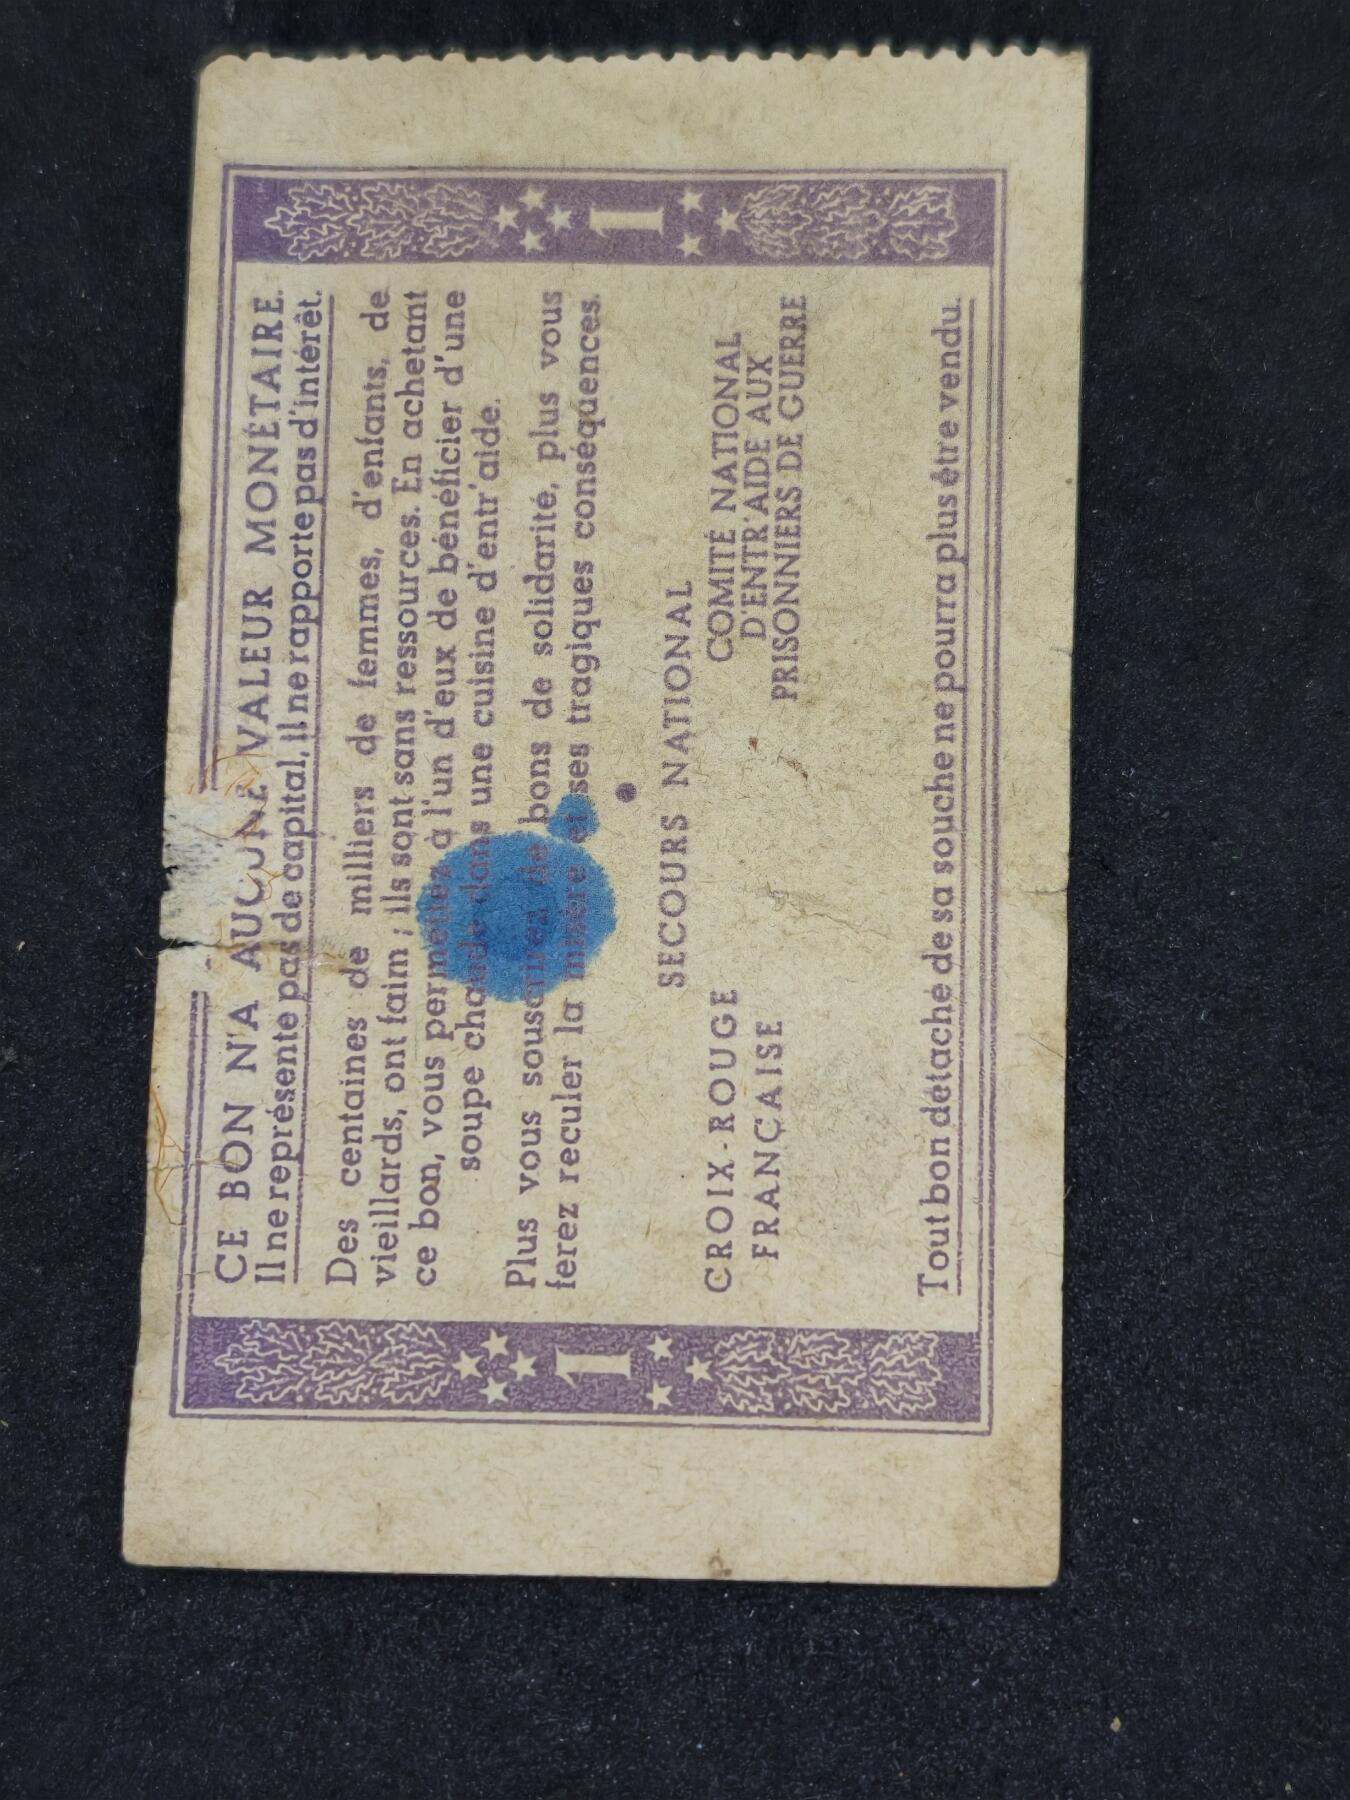 CE BON N'A AUCUNE VALEUR MONÉTAIRE.
Il ne représente pas de capital, Il ne rapporte pas d'intérêt.
Des centaines de milliers de femmes, d'enfants, de
vieillards, ont faim ; ils sont sans ressources. En achetant
ce bon, vous permettez à l'un d'eux de bénéficier d'une
soupe chaude dans une cuisine d'entr'aide.
Plus vous souscrirez de bons de solidarité, plus vous
ferez reculer la misère et ses tragiques conséquences.
SECOURS NATIONAL
CROIX-ROUGE
FRANÇAISE
COMITÉ NATIONAL
D'ENTR'AIDE AUX
PRISONNIERS DE GUERRE
Tout bon détaché de sa souche ne pourra plus être vendu.
1
1